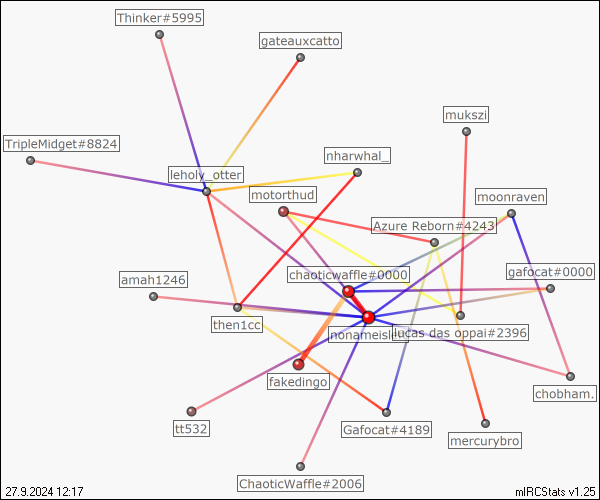 Thinker#5995
gateauxcatto
mukszi
TripleMidget#8824
nharwhal_
leholy_otter
motorthud
moonraven
Azure Reborn#4243
chaoticwaffle#0000
gafocat#0000
amah1246
then1cc
nonameisle
lucas das oppai#2396
fakedingo
chobham.
tt532
Gafocat#4189
mercurybro
ChaoticWaffle#2006
27.9.2024 12:17
mIRCStats v1.25